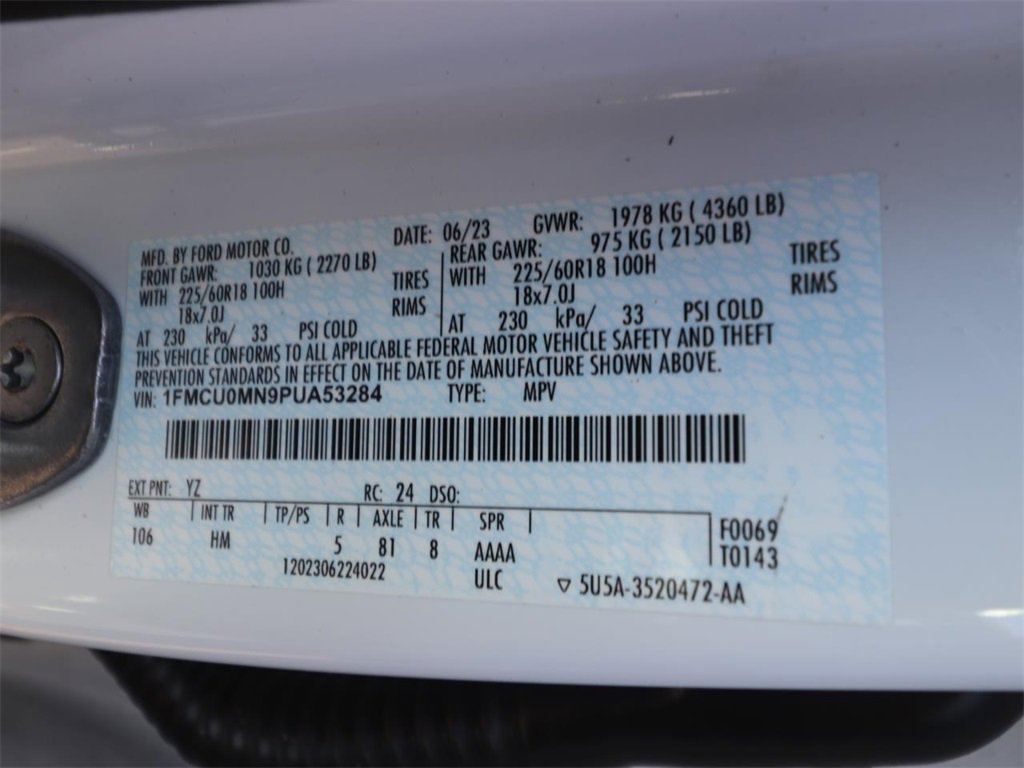 MFD. BY FORD MOTOR CO. DATE: 06/23 GVWR: 1978 KG ( 4360 LB)
FRONT GAWR: 1030 KG ( 2270 LB) REAR GAWR: 975 KG ( 2150 LB)
WITH 225/60R18 100H TIRES WITH 225/60R18 100H TIRES
18x7.0J RIMS 18x7.0J RIMS
AT 230 kPa/ 33 PSI COLD AT 230 kPa/ 33 PSI COLD
THIS VEHICLE CONFORMS TO ALL APPLICABLE FEDERAL MOTOR VEHICLE SAFETY AND THEFT
PREVENTION STANDARDS IN EFFECT ON THE DATE OF MANUFACTURE SHOWN ABOVE.
VIN: 1FMCU0MN9PUA53284 TYPE: MPV
EXT PNT: YZ RC: 24 DSO:
WB INT TR TP/PS R AXLE TR SPR F0069
106 HM 5 81 8 AAAA T0143
1202306224022 ULC ▽ 5U5A-3520472-AA